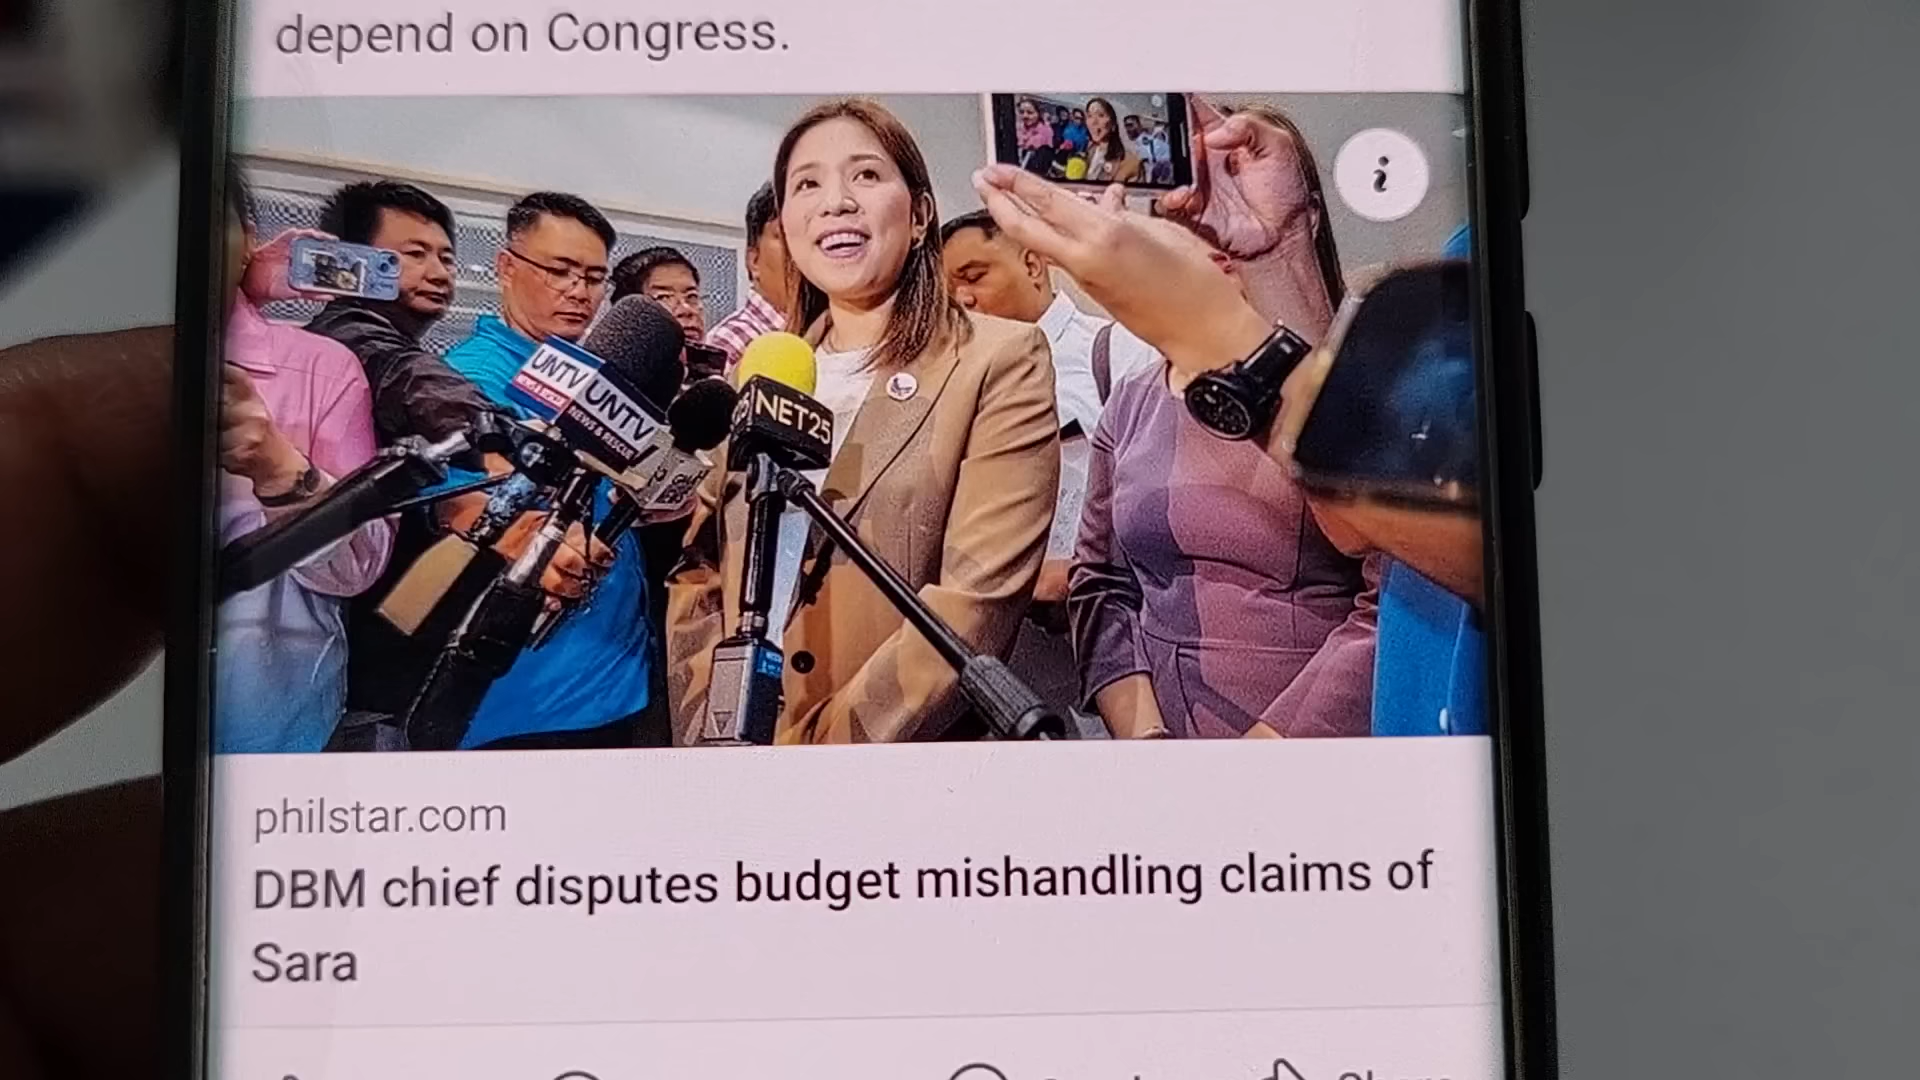 depend on Congress.
UNTV
UNTV
NEWS & RESCUE
NET25
philstar.com
DBM chief disputes budget mishandling claims of
Sara